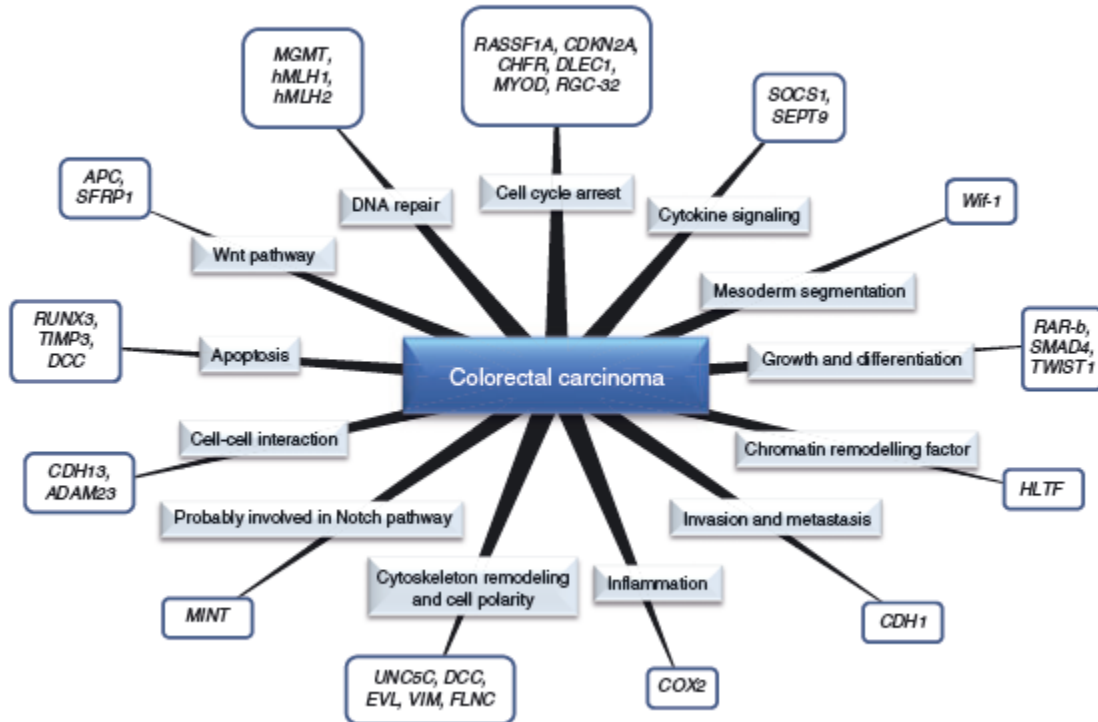 MGMT,
hMLH1,
hMLH2
RASSF1A, CDKN2A,
CHFR, DLEC1,
MYOD, RGC-32
SOCS1,
SEPT9
APC,
SFRP1
DNA repair
Cell cycle arrest
Cytokine signaling
Wif-1
Wnt pathway
Mesoderm segmentation
RUNX3,
TIMP3,
DCC
Apoptosis
Colorectal carcinoma
Growth and differentiation
RAR-b,
SMAD4,
TWIST1
Cell-cell interaction
Chromatin remodelling factor
CDH13,
ADAM23
HLTF
Probably involved in Notch pathway
Invasion and metastasis
Cytoskeleton remodeling
and cell polarity
Inflammation
MINT
CDH1
UNC5C, DCC,
EVL, VIM, FLNC
COX2